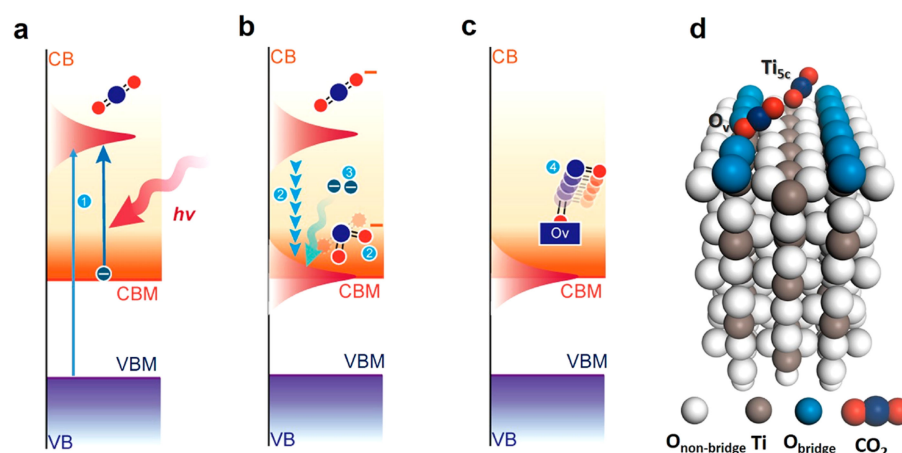 a
CB
1
hν
CBM
VBM
VB
b
CB
3
2
2
CBM
VBM
VB
c
CB
4
Ov
CBM
VBM
VB
d
Ti5c
Ov
Onon-bridge Ti Obridge CO2